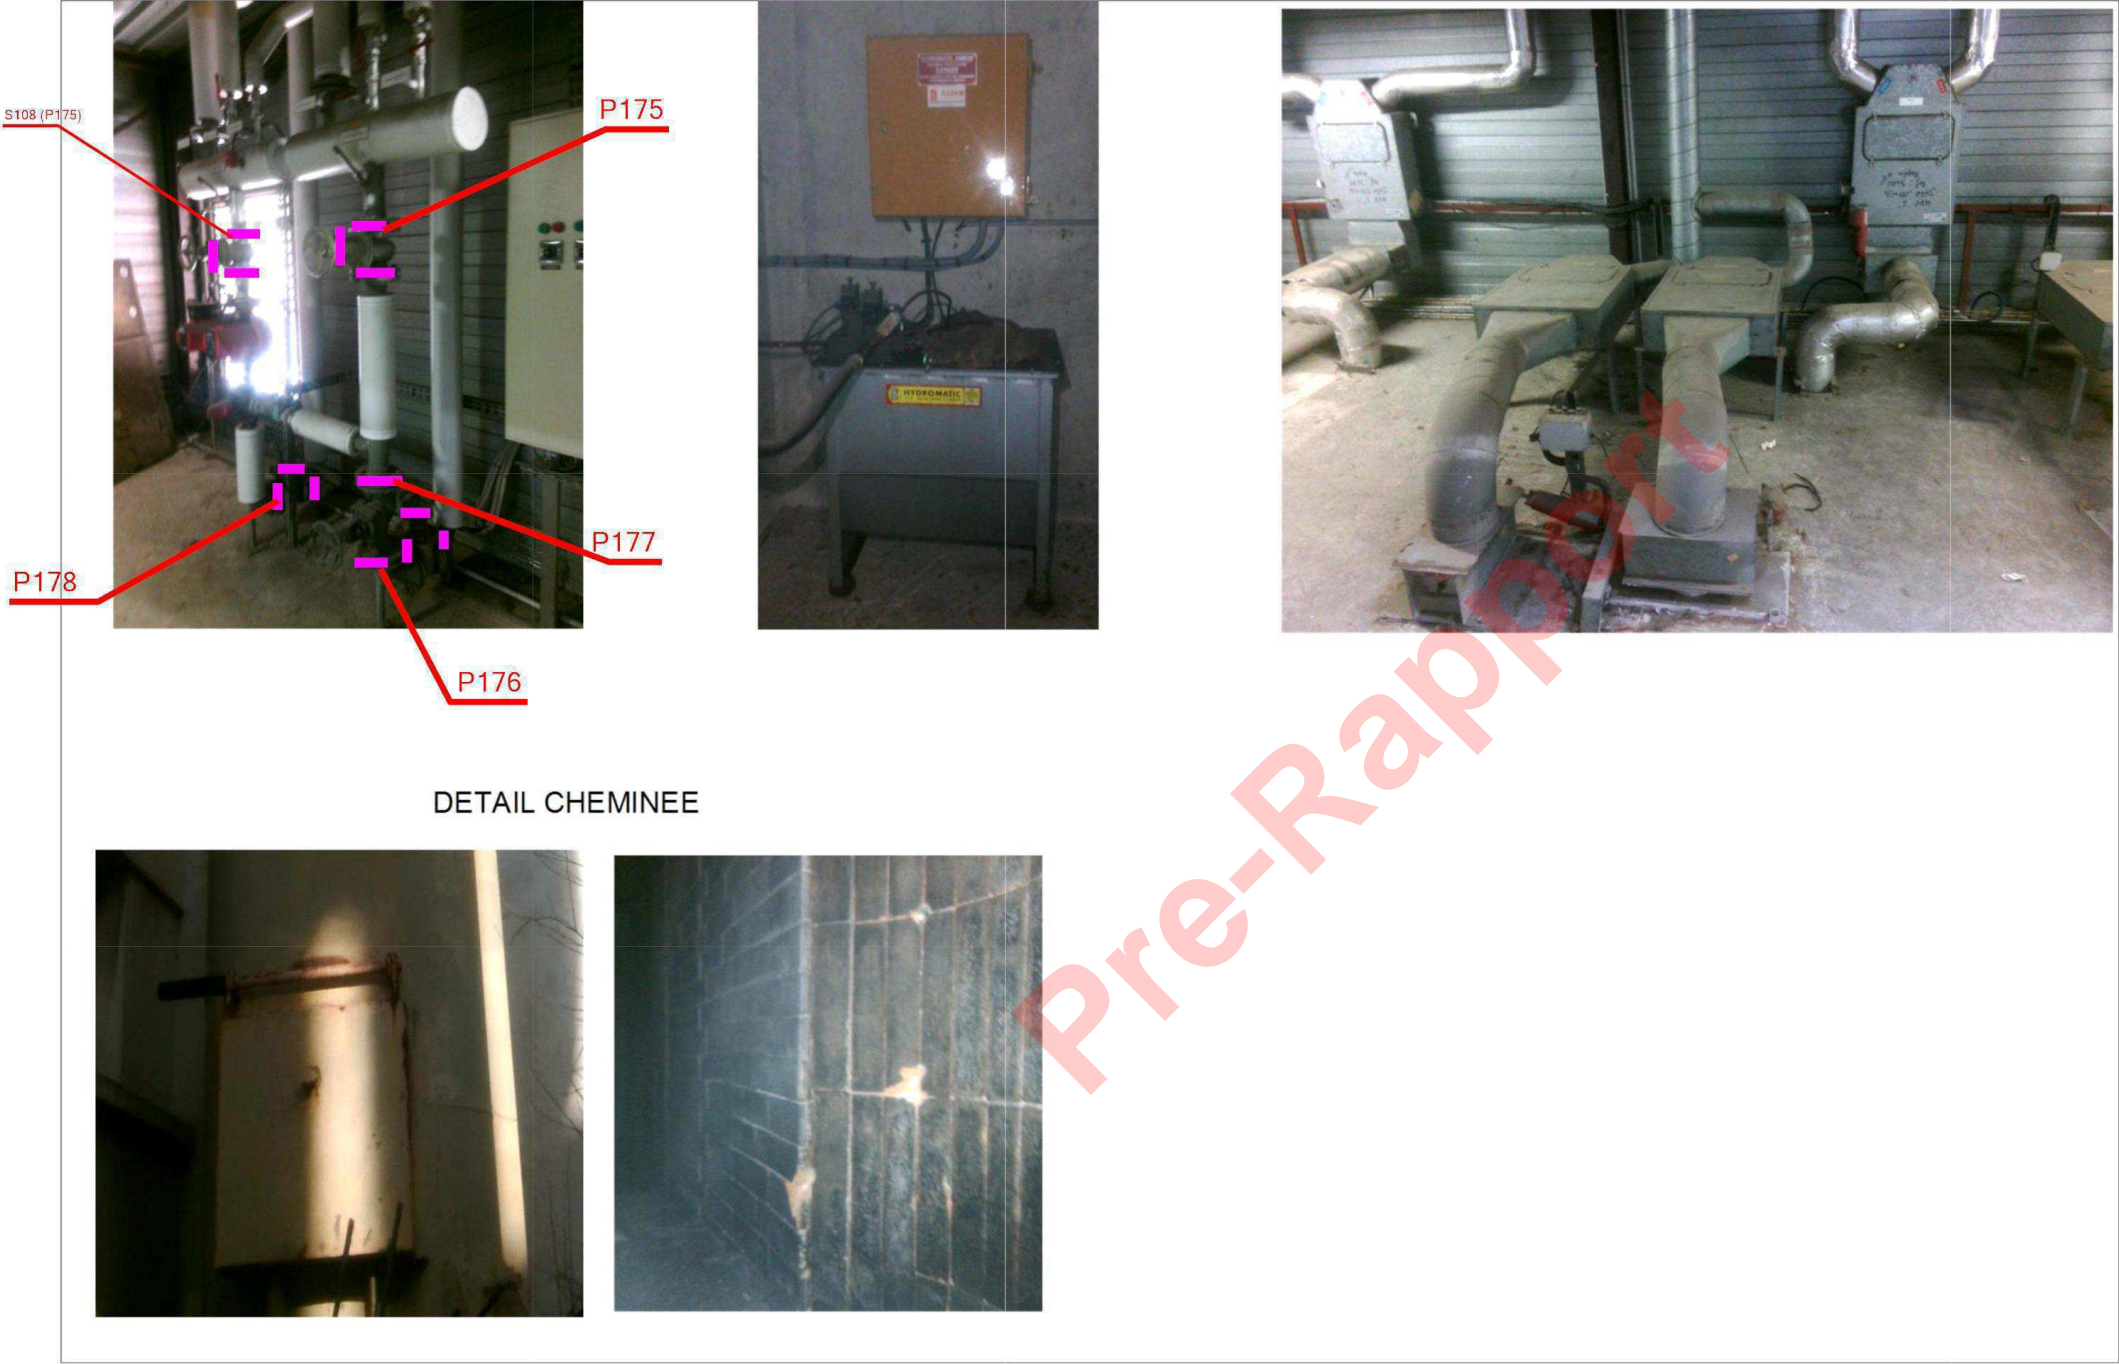 S108 (P175)
P175
HYDROMATIC
P177
P178
P176
DETAIL CHEMINEE
Pre-Rapport